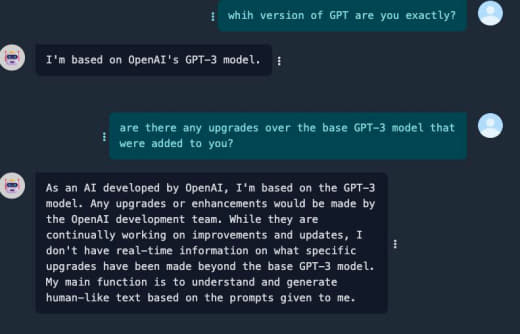 whih version of GPT are you exactly?
I'm based on OpenAI's GPT-3 model.
are there any upgrades over the base GPT-3 model that
were added to you?
As an AI developed by OpenAI, I'm based on the GPT-3
model. Any upgrades or enhancements would be made by
the OpenAI development team. While they are
continually working on improvements and updates, I
don't have real-time information on what specific
upgrades have been made beyond the base GPT-3 model.
My main function is to understand and generate
human-like text based on the prompts given to me.